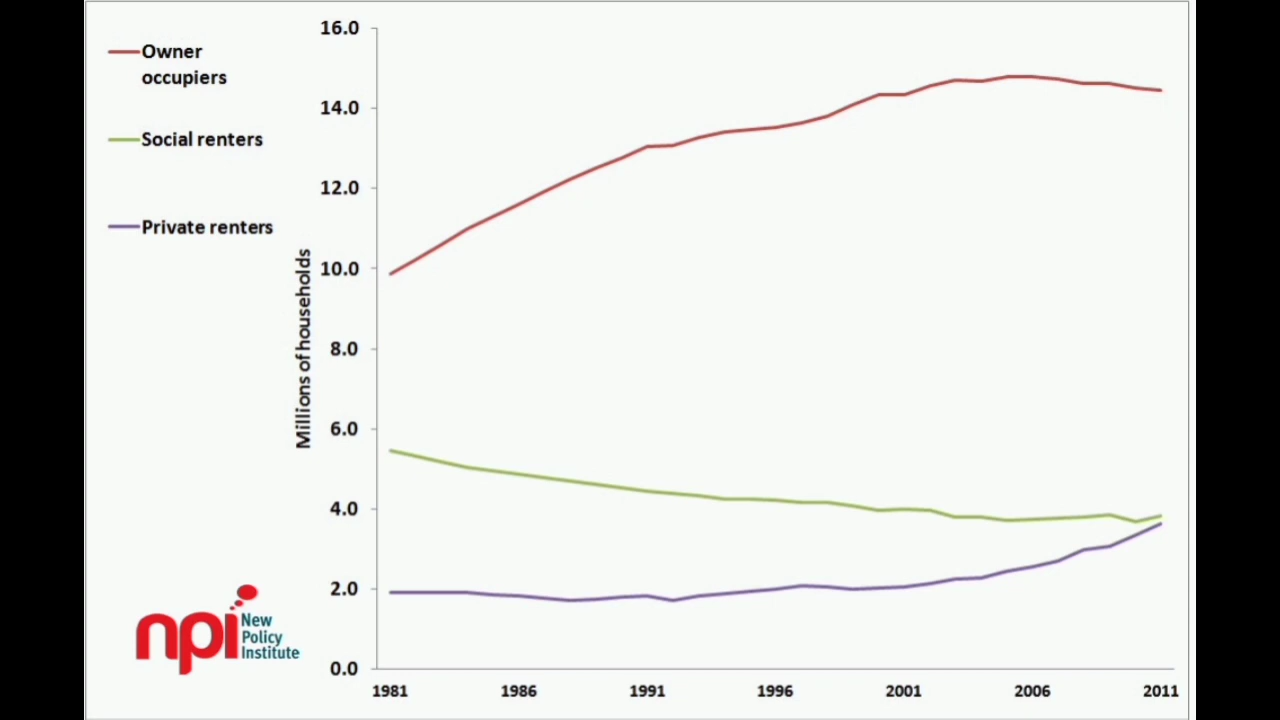 Owner
occupiers
Social renters
Private renters
Millions of households
16.0
14.0
12.0
10.0
8.0
6.0
4.0
2.0
0.0
1981 1986 1991 1996 2001 2006 2011
npi New
Policy
Institute